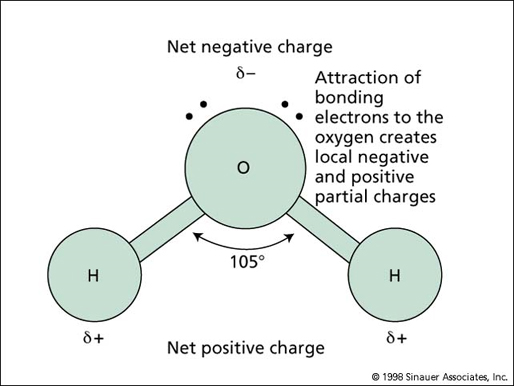 Net negative charge
δ−
Attraction of
bonding
electrons to the
oxygen creates
local negative
and positive
partial charges
O
105°
H
H
δ+
δ+
Net positive charge
© 1998 Sinauer Associates, Inc.